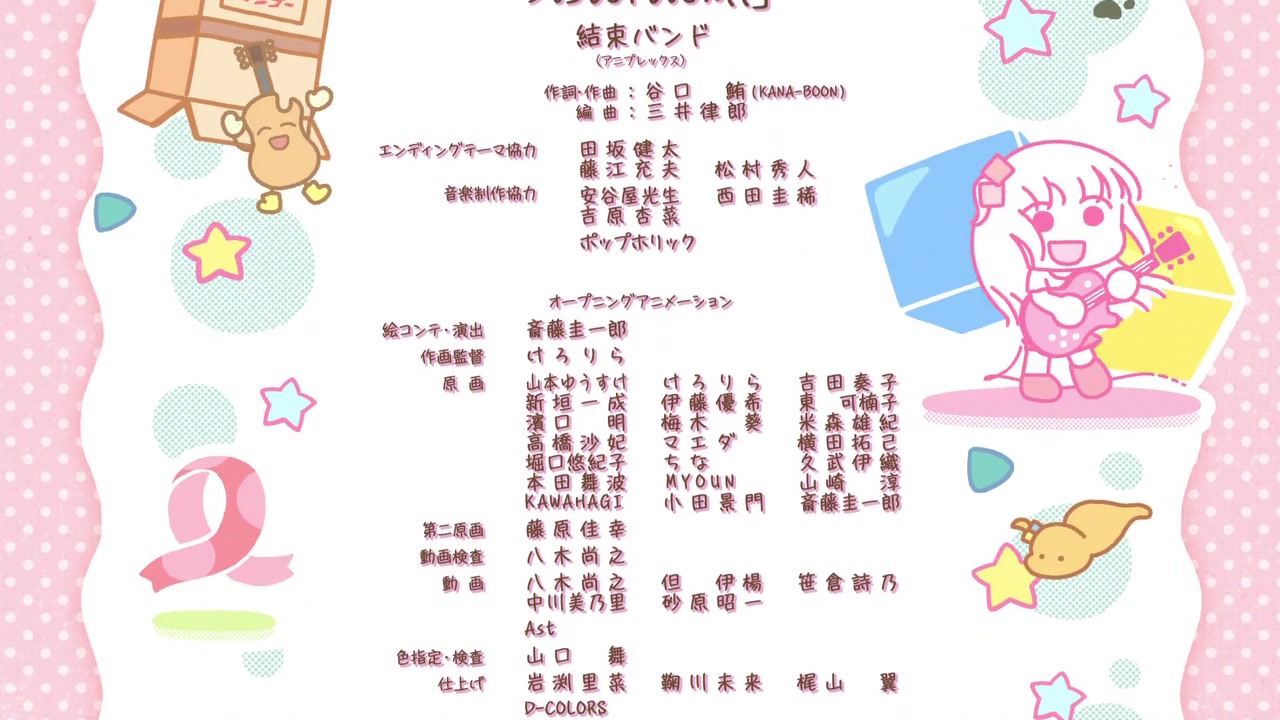 結束バンド
(アニプレックス)
作詞・作曲：谷口 鮪(KANA-BOON)
編曲：三井律郎
エンディングテーマ協力 田坂健太
藤江充夫 松村秀人
音楽制作協力 安谷屋光生 西田圭稀
吉原杏菜
ポップホリック
オープニングアニメーション
絵コンテ・演出 斎藤圭一郎
作画監督 けろりら
原画 山本ゆうすけ けろりら 吉田奏子
新垣一成 伊藤優希 東 可楠子
濱口 明 梅木 葵 米森雄紀
高橋沙妃 マエダ 横田拓己
堀口悠紀子 ちな 久武伊織
本田舞波 MYOUN 山崎 淳
KAWAHAGI 小田景門 斎藤圭一郎
第二原画 藤原佳幸
動画検査 八木尚之
動画 八木尚之 但 伊楊 笹倉詩乃
中川美乃里 砂原昭一
Ast
色指定・検査 山口 舞
仕上げ 岩渕里菜 鞠川未来 梶山 翼
D-COLORS